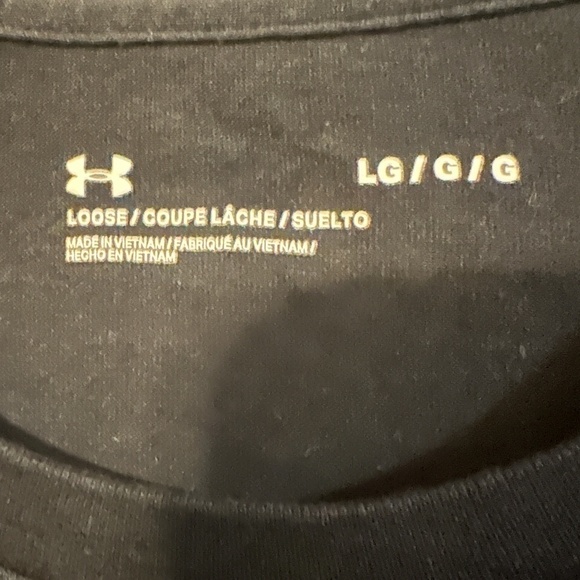 LG / G / G
LOOSE / COUPE LÂCHE / SUELTO
MADE IN VIETNAM / FABRIQUÉ AU VIETNAM /
HECHO EN VIETNAM